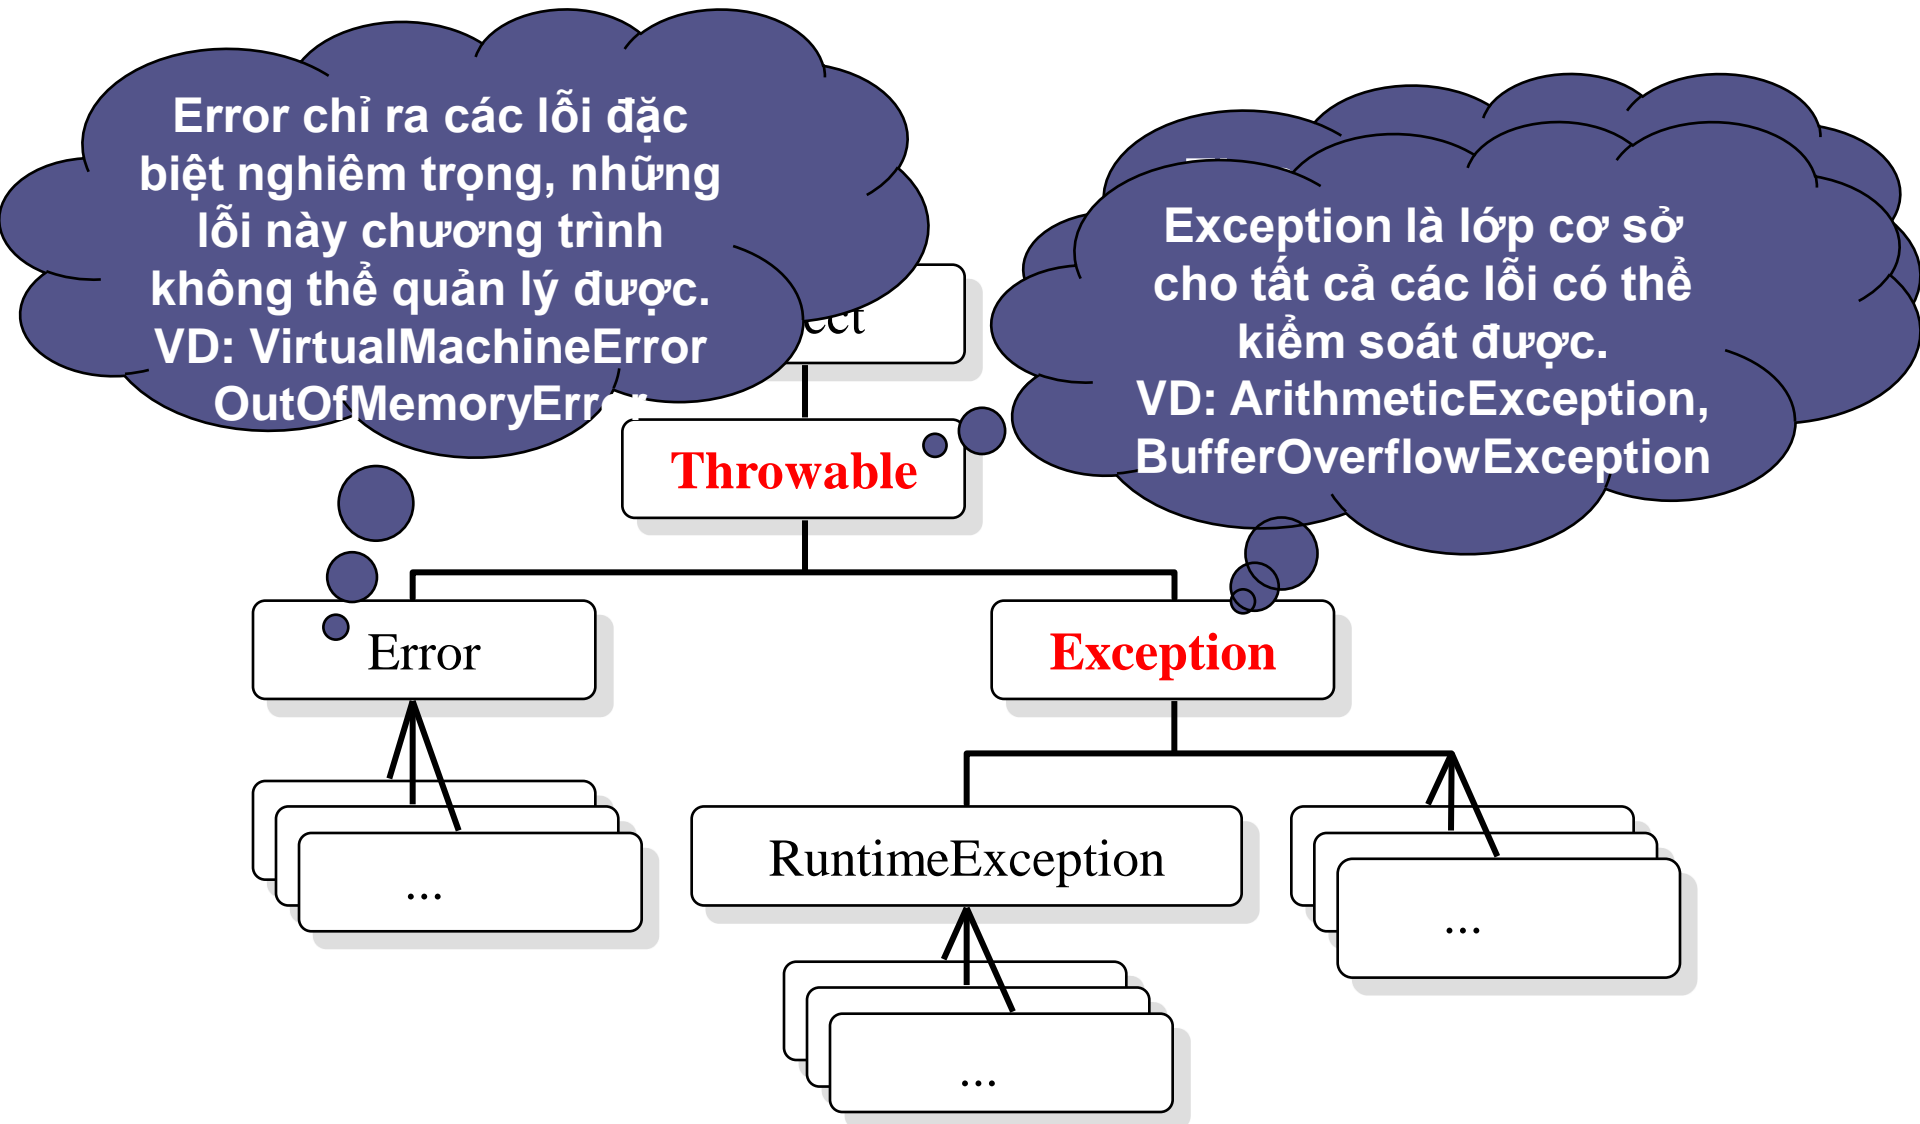 Error chỉ ra các lỗi đặc
biệt nghiêm trọng, những
lỗi này chương trình
không thể quản lý được.
VD: VirtualMachineError
OutOfMemoryError
Exception là lớp cơ sở
cho tất cả các lỗi có thể
kiểm soát được.
VD: ArithmeticException,
BufferOverflowException
Throwable
Error
Exception
...
RuntimeException
...
...